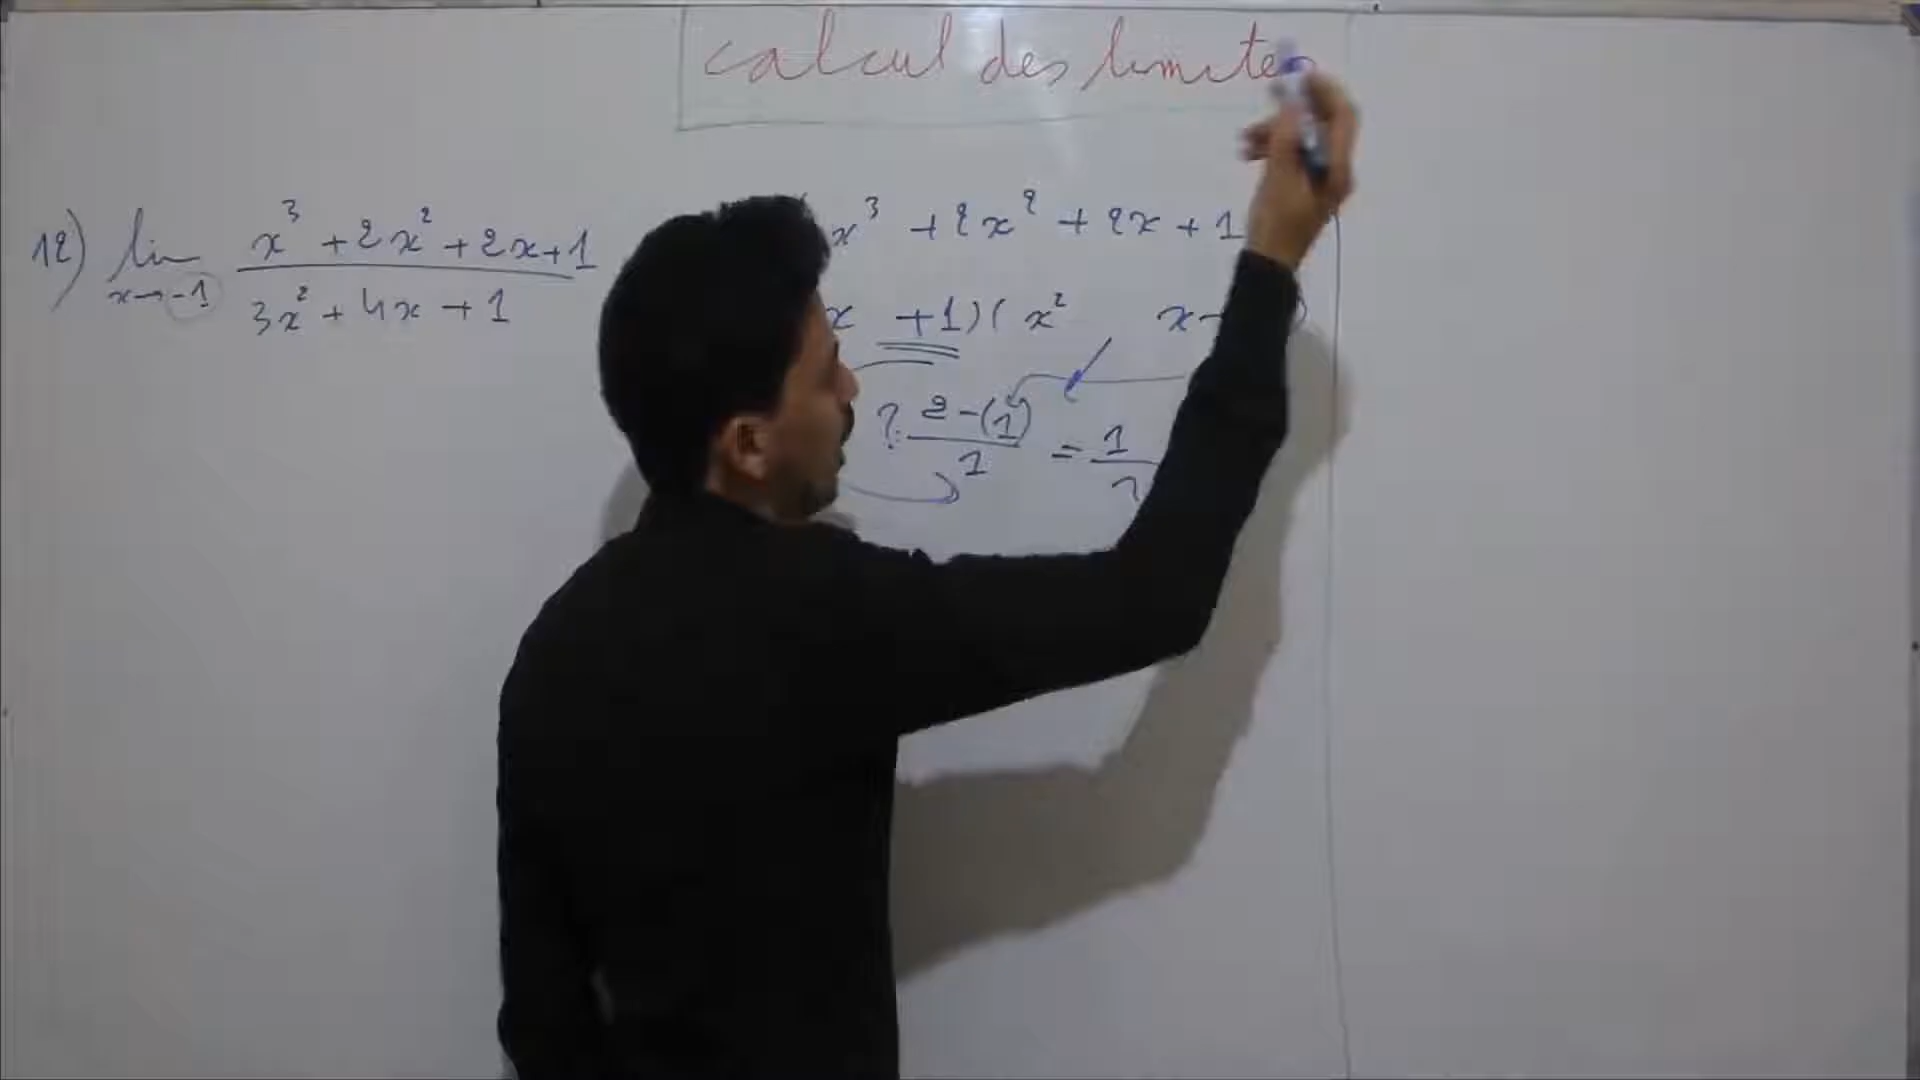 calcul des limites
12) lim x³ + 2x² + 2x + 1
x → -1 3x² + 4x + 1
x³ + 2x² + 2x + 1
x +1)( x² x +
? 2 - (1) = 1
1